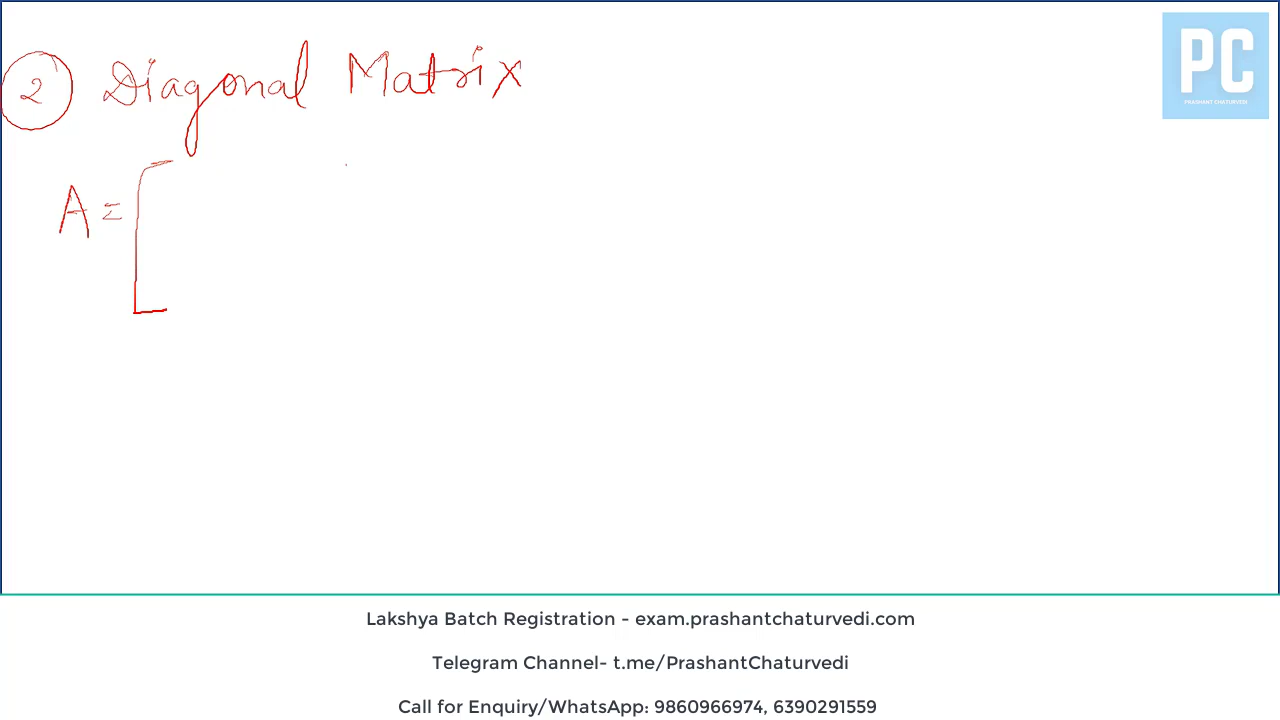 PC
PRASHANT CHATURVEDI
2 Diagonal Matrix
A = [
Lakshya Batch Registration - exam.prashantchaturvedi.com
Telegram Channel- t.me/PrashantChaturvedi
Call for Enquiry/WhatsApp: 9860966974, 6390291559